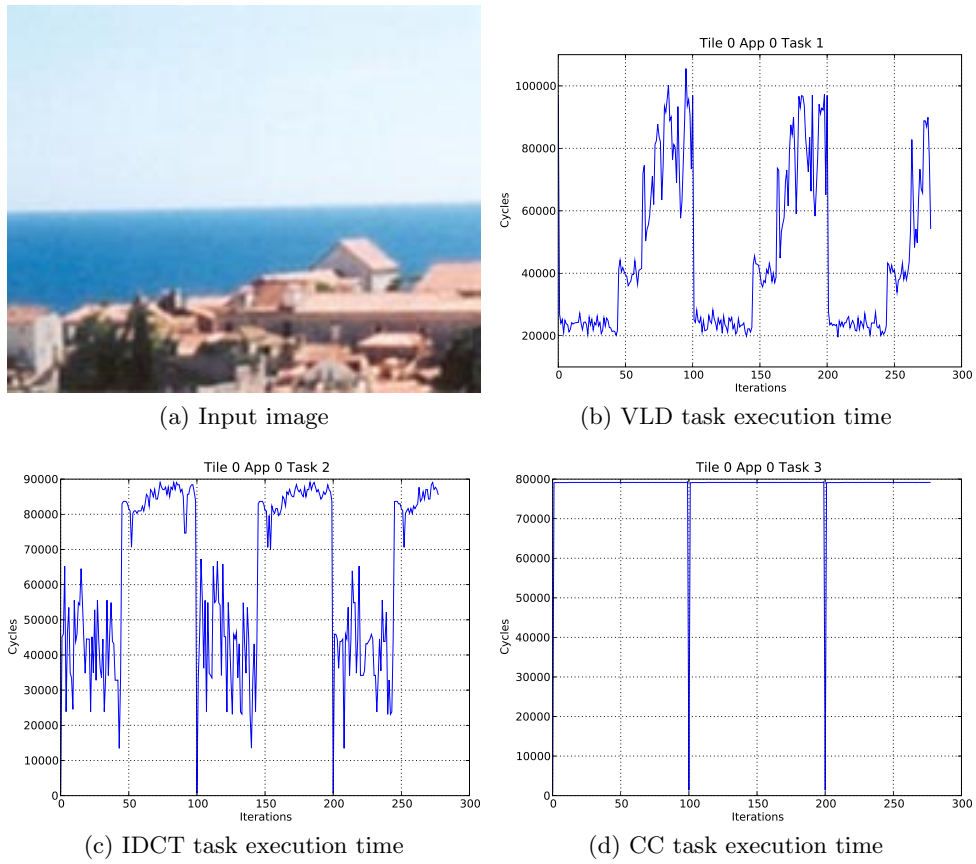 (a) Input image
Tile 0 App 0 Task 1
Cycles
100000
80000
60000
40000
20000
0 50 100 150 200 250 300
Iterations
(b) VLD task execution time
Tile 0 App 0 Task 2
Cycles
90000
80000
70000
60000
50000
40000
30000
20000
10000
0
0 50 100 150 200 250 300
Iterations
(c) IDCT task execution time
Tile 0 App 0 Task 3
Cycles
80000
70000
60000
50000
40000
30000
20000
10000
0
0 50 100 150 200 250 300
Iterations
(d) CC task execution time